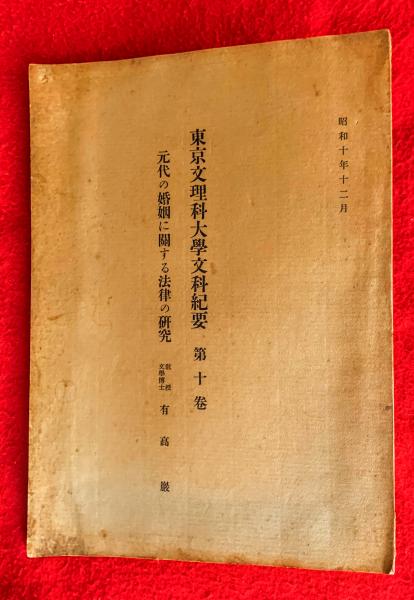 昭和十年十二月
東京文理科大學文科紀要 第十卷
元代の婚姻に關する法律の研究
教授
文學博士
有高巖